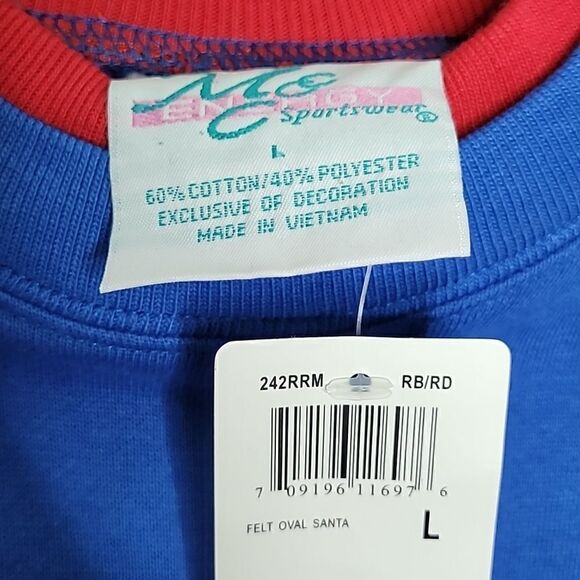 MC
ENERGY
Sportswear®
L
60% COTTON/40% POLYESTER
EXCLUSIVE OF DECORATION
MADE IN VIETNAM
242RRM RB/RD
7 09196 11697 6
FELT OVAL SANTA L